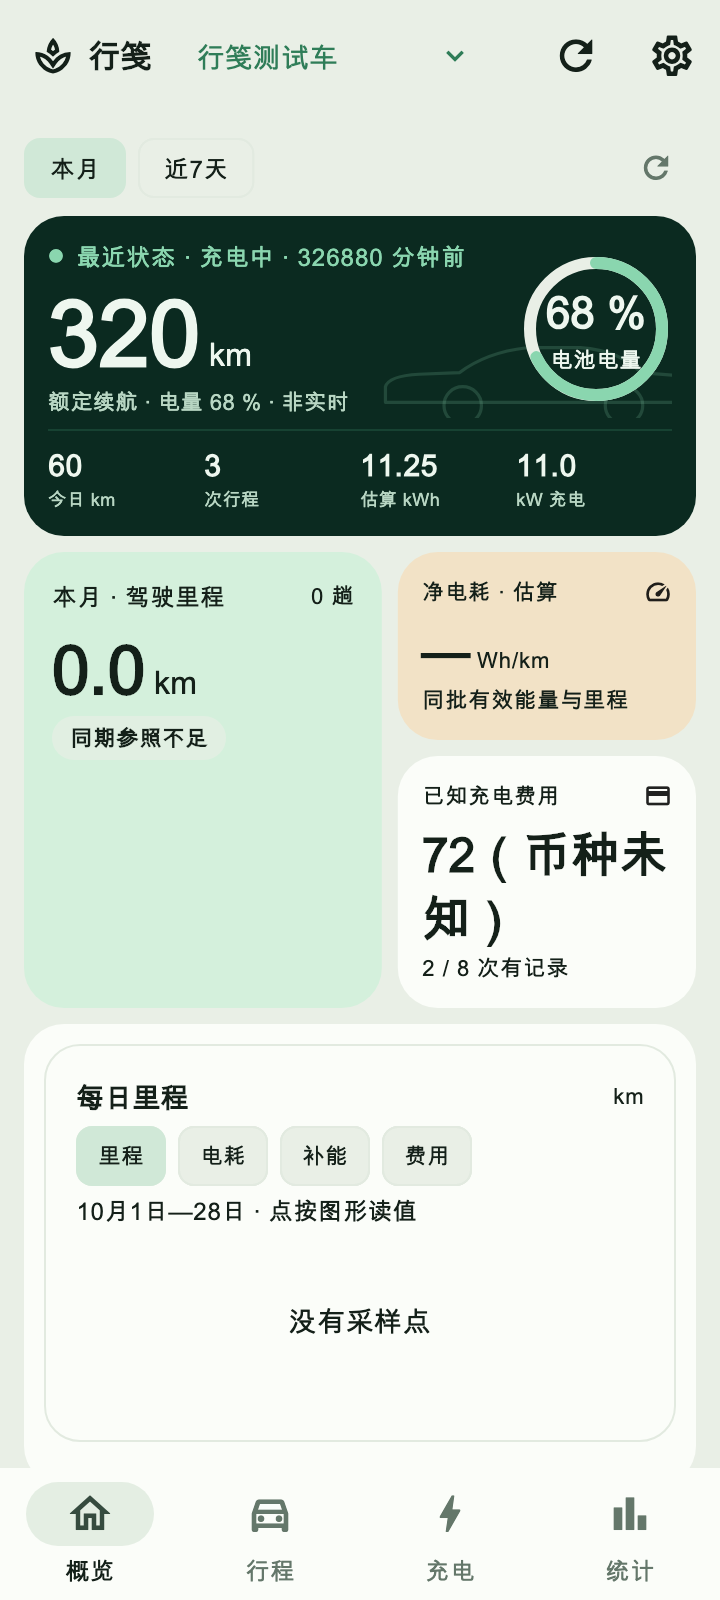 行笺 行笺测试车
本月 近7天
最近状态 · 充电中 · 326880 分钟前
320 km
68 %
电池电量
额定续航 · 电量 68 % · 非实时
60 3 11.25 11.0
今日 km 次行程 估算 kWh kW 充电
本月 · 驾驶里程 0 趟
0.0 km
同期参照不足
净电耗 · 估算
— Wh/km
同批有效能量与里程
已知充电费用
72 ( 币种未
知 )
2 / 8 次有记录
每日里程 km
里程 电耗 补能 费用
10月1日—28日 · 点按图形读值
没有采样点
概览 行程 充电 统计